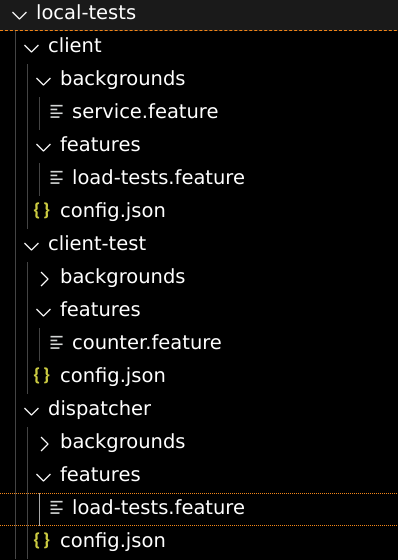 local-tests
client
backgrounds
service.feature
features
load-tests.feature
{} config.json
client-test
backgrounds
features
counter.feature
{} config.json
dispatcher
backgrounds
features
load-tests.feature
{} config.json